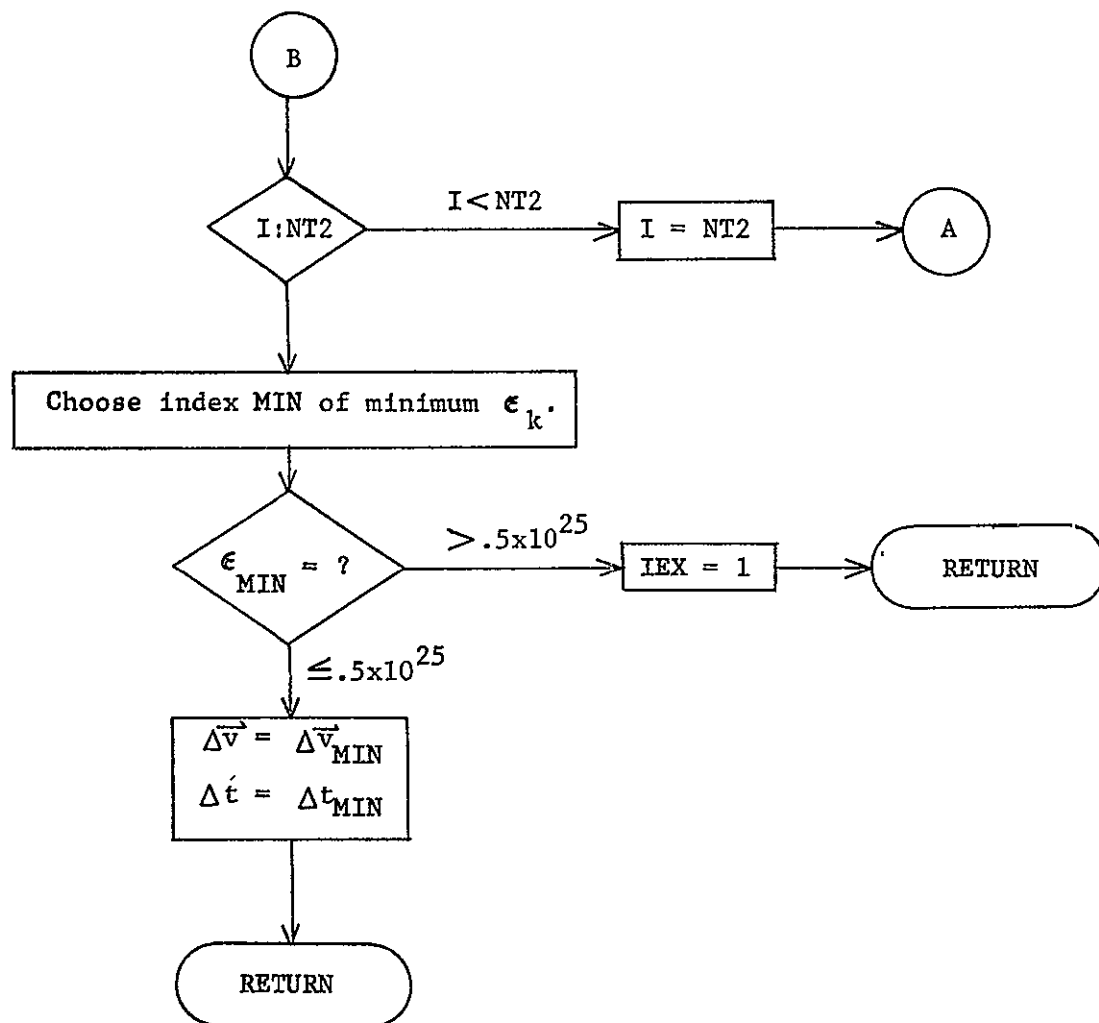 B
I:NT2
I<NT2
I = NT2
A
Choose index MIN of minimum ϵ_k.
ϵ_MIN = ?
>.5x10^25
IEX = 1
RETURN
≤.5x10^25
Δv⃗ = Δv⃗_MIN
Δt́ = Δt_MIN
RETURN